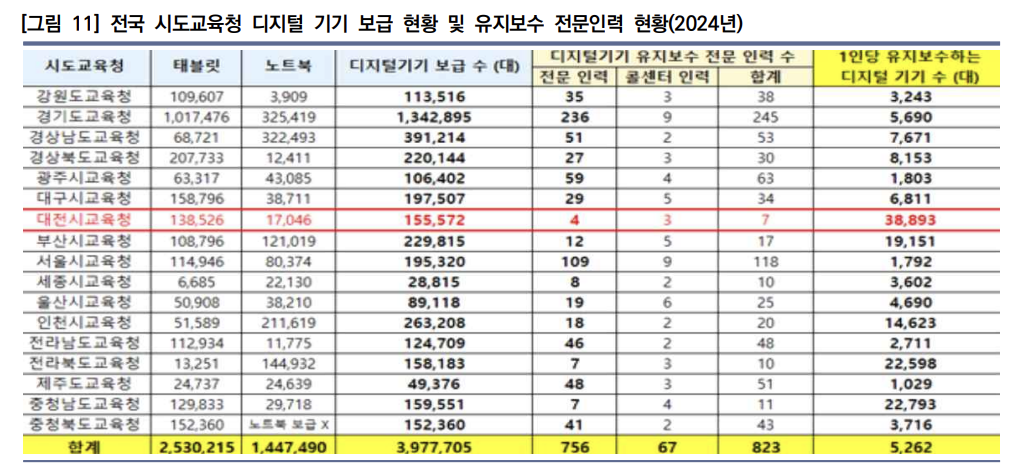 [그림 11] 전국 시도교육청 디지털 기기 보급 현황 및 유지보수 전문인력 현황(2024년)
시도교육청 태블릿 노트북 디지털기기 보급 수 (대) 디지털기기 유지보수 전문 인력 수 1인당 유지보수하는
전문 인력 콜센터 인력 합계 디지털 기기 수 (대)
강원도교육청 109,607 3,909 113,516 35 3 38 3,243
경기도교육청 1,017,476 325,419 1,342,895 236 9 245 5,690
경상남도교육청 68,721 322,493 391,214 51 2 53 7,671
경상북도교육청 207,733 12,411 220,144 27 3 30 8,153
광주시교육청 63,317 43,085 106,402 59 4 63 1,803
대구시교육청 158,796 38,711 197,507 29 5 34 6,811
대전시교육청 138,526 17,046 155,572 4 3 7 38,893
부산시교육청 108,796 121,019 229,815 12 5 17 19,151
서울시교육청 114,946 80,374 195,320 109 9 118 1,792
세종시교육청 6,685 22,130 28,815 8 2 10 3,602
울산시교육청 50,908 38,210 89,118 19 6 25 4,690
인천시교육청 51,589 211,619 263,208 18 2 20 14,623
전라남도교육청 112,934 11,775 124,709 46 2 48 2,711
전라북도교육청 13,251 144,932 158,183 7 3 10 22,598
제주도교육청 24,737 24,639 49,376 48 3 51 1,029
충청남도교육청 129,833 29,718 159,551 7 4 11 22,793
충청북도교육청 152,360 노트북 보급 X 152,360 41 2 43 3,716
합계 2,530,215 1,447,490 3,977,705 756 67 823 5,262